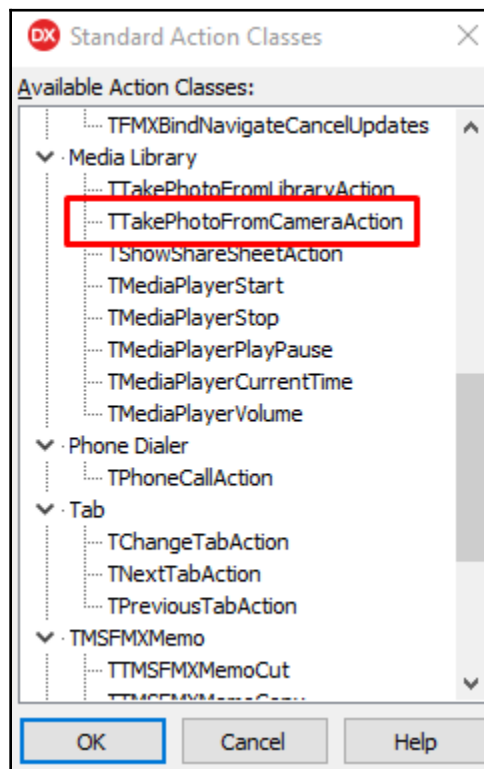 DX Standard Action Classes
Available Action Classes:
TFMXBindNavigateCancelUpdates
Media Library
TTakePhotoFromLibraryAction
TTakePhotoFromCameraAction
TShowShareSheetAction
TMediaPlayerStart
TMediaPlayerStop
TMediaPlayerPlayPause
TMediaPlayerCurrentTime
TMediaPlayerVolume
Phone Dialer
TPhoneCallAction
Tab
TChangeTabAction
TNextTabAction
TPreviousTabAction
TMSFMXMemo
TTMSFMXMemoCut
TTMSFMXMemoCopy
OK Cancel Help